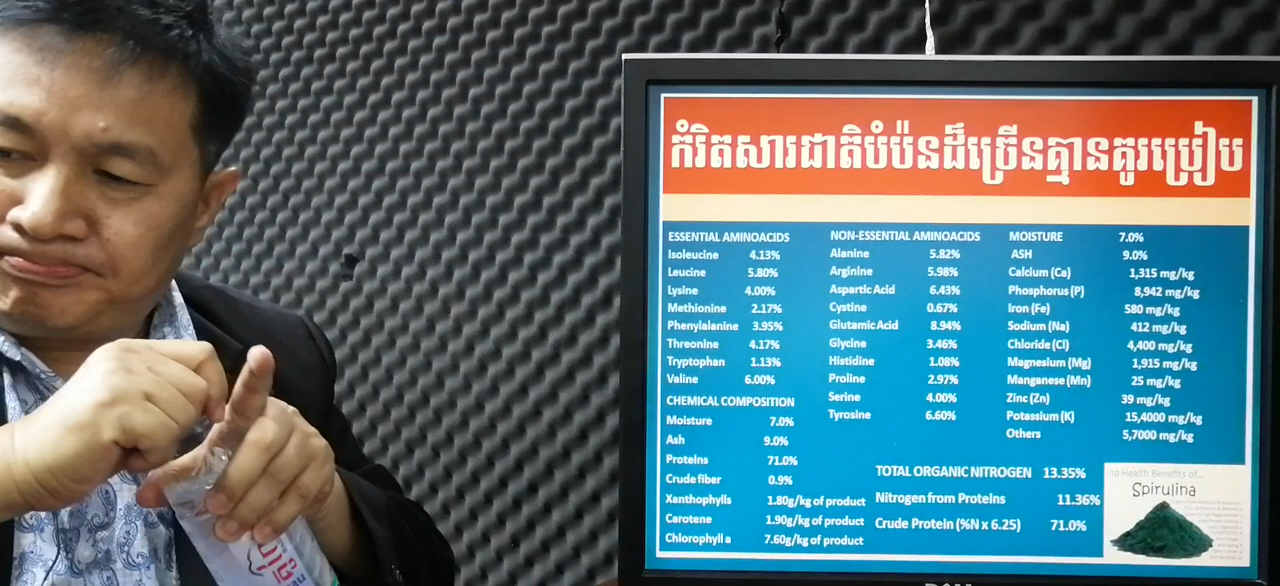 កំរិតសារជាតិបំប៉នដ៏ច្រើនគ្មានគូរប្រៀប
ESSENTIAL AMINOACIDS
Isoleucine 4.13%
Leucine 5.80%
Lysine 4.00%
Methionine 2.17%
Phenylalanine 3.95%
Threonine 4.17%
Tryptophan 1.13%
Valine 6.00%
CHEMICAL COMPOSITION
Moisture 7.0%
Ash 9.0%
Proteins 71.0%
Crude fiber 0.9%
Xanthophylls 1.80g/kg of product
Carotene 1.90g/kg of product
Chlorophyll a 7.60g/kg of product
NON-ESSENTIAL AMINOACIDS
Alanine 5.82%
Arginine 5.98%
Aspartic Acid 6.43%
Cystine 0.67%
Glutamic Acid 8.94%
Glycine 3.46%
Histidine 1.08%
Proline 2.97%
Serine 4.00%
Tyrosine 6.60%
MOISTURE 7.0%
ASH 9.0%
Calcium (Ca) 1,315 mg/kg
Phosphorus (P) 8,942 mg/kg
Iron (Fe) 580 mg/kg
Sodium (Na) 412 mg/kg
Chloride (Cl) 4,400 mg/kg
Magnesium (Mg) 1,915 mg/kg
Manganese (Mn) 25 mg/kg
Zinc (Zn) 39 mg/kg
Potassium (K) 15,4000 mg/kg
Others 5,7000 mg/kg
TOTAL ORGANIC NITROGEN 13.35%
Nitrogen from Proteins 11.36%
Crude Protein (%N x 6.25) 71.0%
10 Health Benefits of...
Spirulina